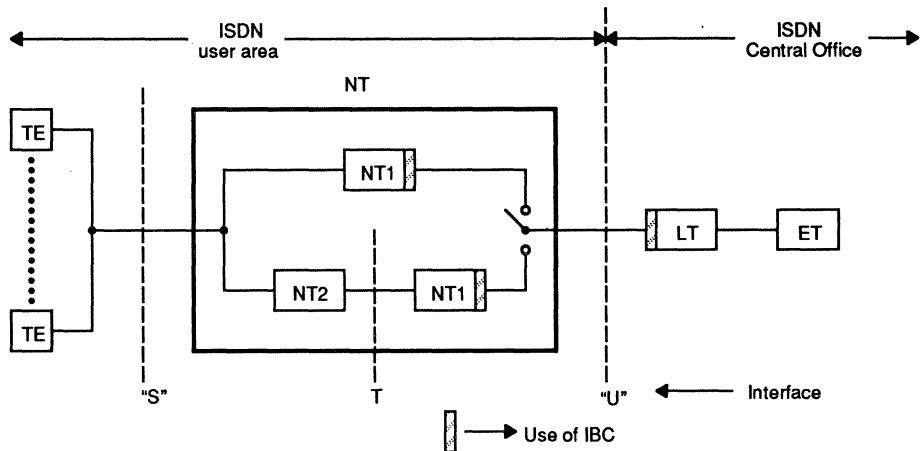 ISDN
user area
ISDN
Central Office
NT
TE
NT1
LT
ET
NT2
NT1
TE
"S"
T
"U"
Interface
Use of IBC